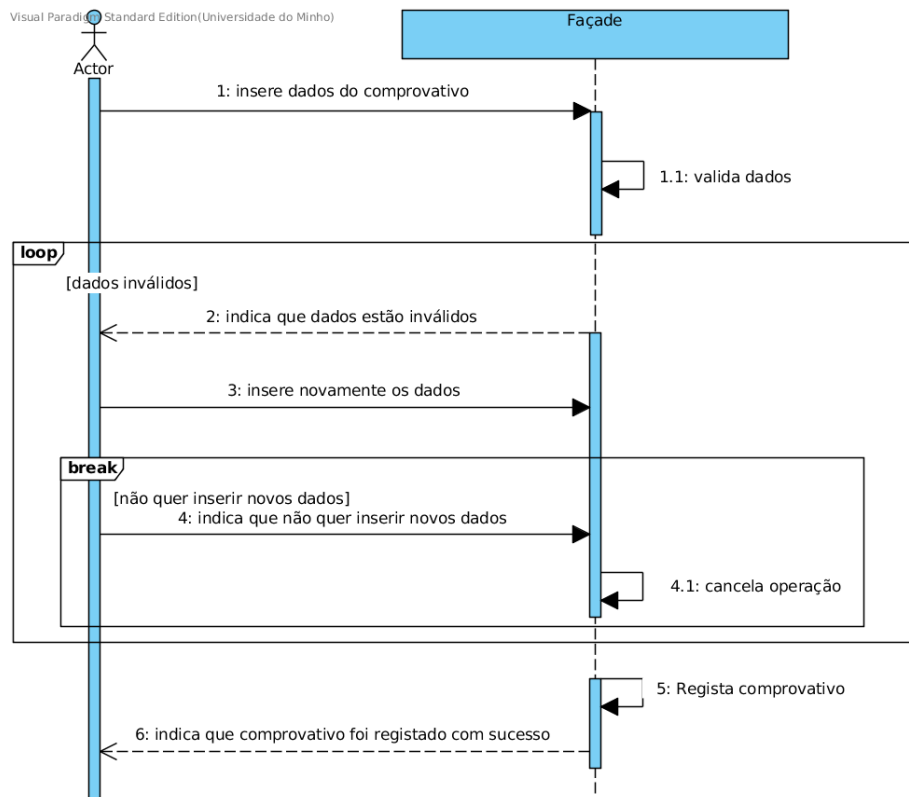 Visual Paradigm Standard Edition(Universidade do Minho)
Actor
Façade
1: insere dados do comprovativo
1.1: valida dados
loop
[dados inválidos]
2: indica que dados estão inválidos
3: insere novamente os dados
break
[não quer inserir novos dados]
4: indica que não quer inserir novos dados
4.1: cancela operação
5: Regista comprovativo
6: indica que comprovativo foi registado com sucesso